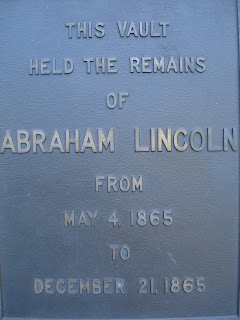 THIS VAULT
HELD THE REMAINS
OF
ABRAHAM LINCOLN
FROM
MAY 4, 1865
TO
DECEMBER 21, 1865